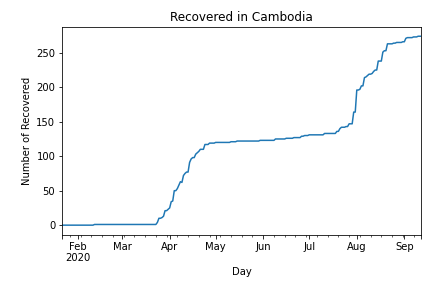 Recovered in Cambodia
Number of Recovered
250
200
150
100
50
0
Feb Mar Apr May Jun Jul Aug Sep
2020
Day